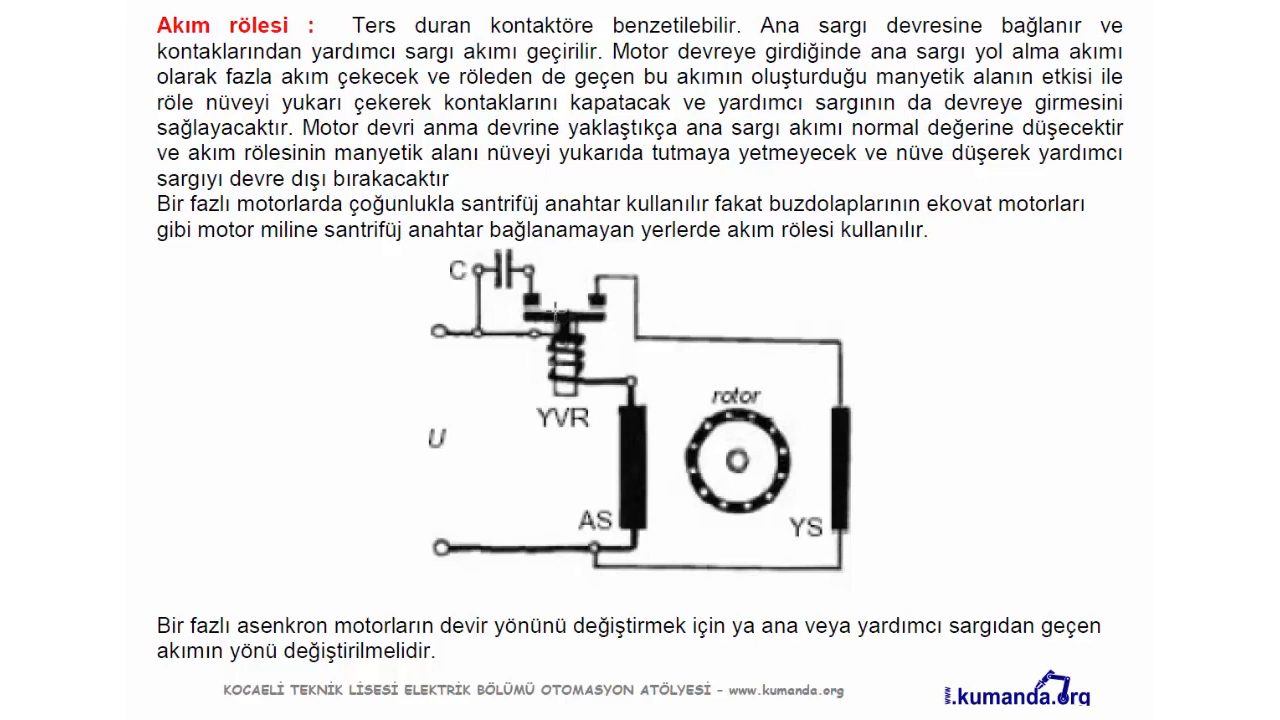 Akım rölesi : Ters duran kontaktöre benzetilebilir. Ana sargı devresine bağlanır ve
kontaklarından yardımcı sargı akımı geçirilir. Motor devreye girdiğinde ana sargı yol alma akımı
olarak fazla akım çekecek ve röleden de geçen bu akımın oluşturduğu manyetik alanın etkisi ile
röle nüveyi yukarı çekerek kontaklarını kapatacak ve yardımcı sargının da devreye girmesini
sağlayacaktır. Motor devri anma devrine yaklaştıkça ana sargı akımı normal değerine düşecektir
ve akım rölesinin manyetik alanı nüveyi yukarıda tutmaya yetmeyecek ve nüve düşerek yardımcı
sargıyı devre dışı bırakacaktır
Bir fazlı motorlarda çoğunlukla santrifüj anahtar kullanılır fakat buzdolaplarının ekovat motorları
gibi motor miline santrifüj anahtar bağlanamayan yerlerde akım rölesi kullanılır.
C
rotor
YVR
U
AS
YS
Bir fazlı asenkron motorların devir yönünü değiştirmek için ya ana veya yardımcı sargıdan geçen
akımın yönü değiştirilmelidir.
KOCAELİ TEKNİK LİSESİ ELEKTRİK BÖLÜMÜ OTOMASYON ATÖLYESİ - www.kumanda.org
www.kumanda.org